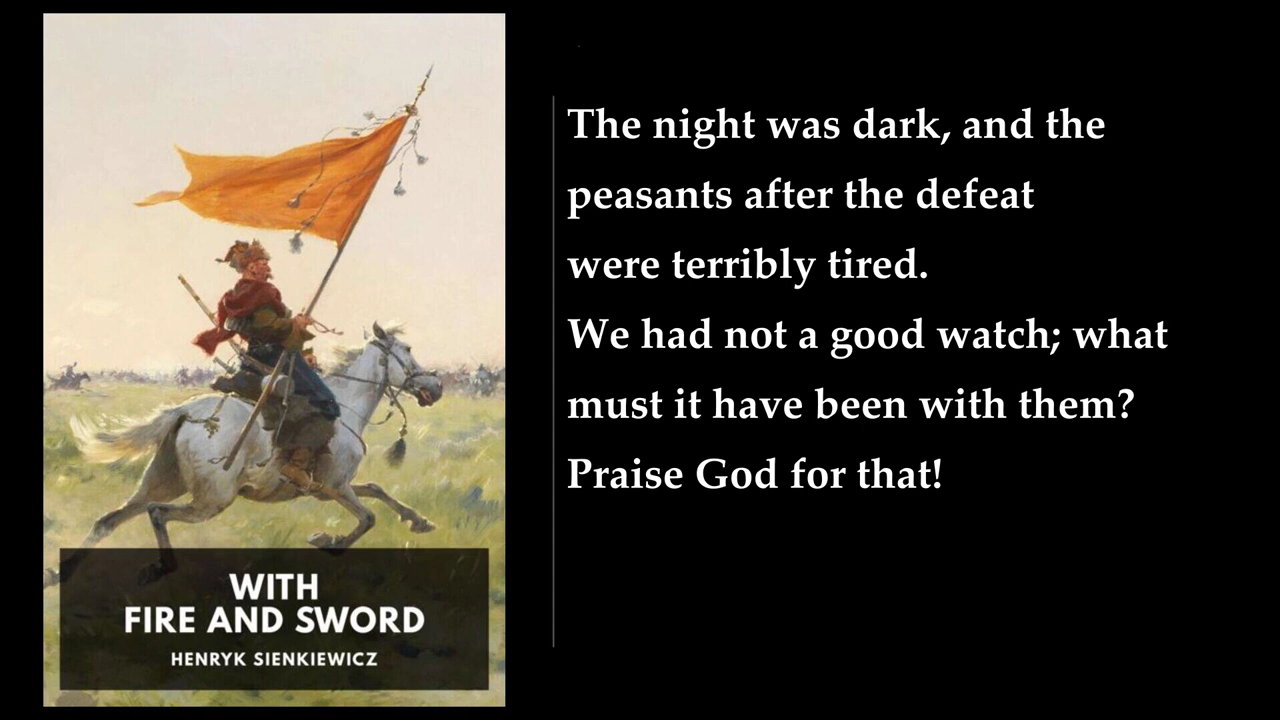 WITH
FIRE AND SWORD
HENRYK SIENKIEWICZ
The night was dark, and the
peasants after the defeat
were terribly tired.
We had not a good watch; what
must it have been with them?
Praise God for that!